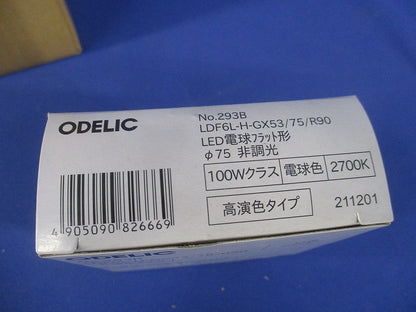 ODELIC
No.293B
LDF6L-H-GX53/75/R90
LED電球フラット形
φ75 非調光
100Wクラス 電球色 2700K
高演色タイプ 211201
4 905090 826669
ODELIC